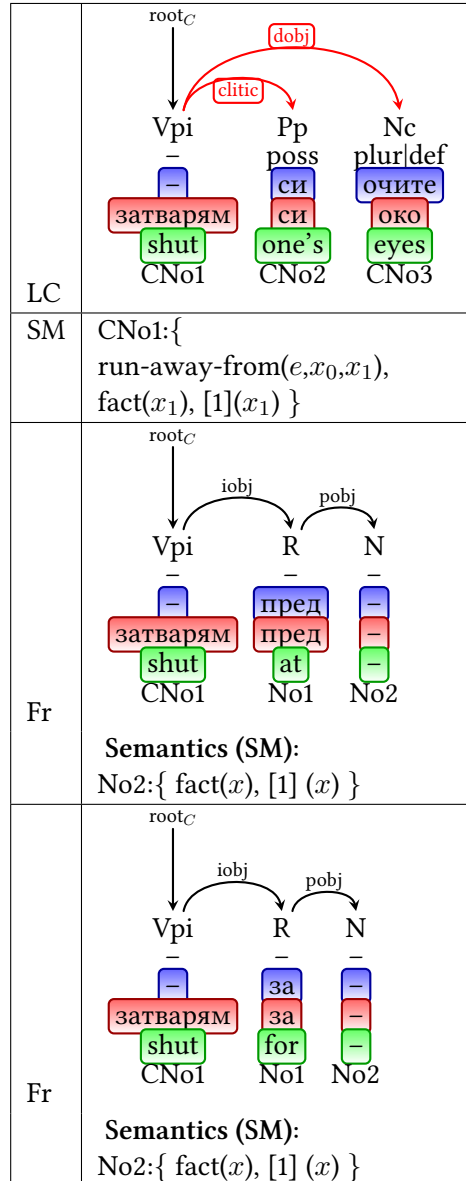 root_C
dobj
clitic
Vpi Pp Nc
– poss plur|def
– си очите
затварям си око
shut one's eyes
CNo1 CNo2 CNo3
LC
SM CNo1:{
run-away-from(e,x_0,x_1),
fact(x_1), [1](x_1) }
root_C
iobj pobj
Vpi R N
– – –
– пред –
затварям пред –
shut at –
CNo1 No1 No2
Fr
Semantics (SM):
No2:{ fact(x), [1] (x) }
root_C
iobj pobj
Vpi R N
– – –
– за –
затварям за –
shut for –
CNo1 No1 No2
Fr
Semantics (SM):
No2:{ fact(x), [1] (x) }